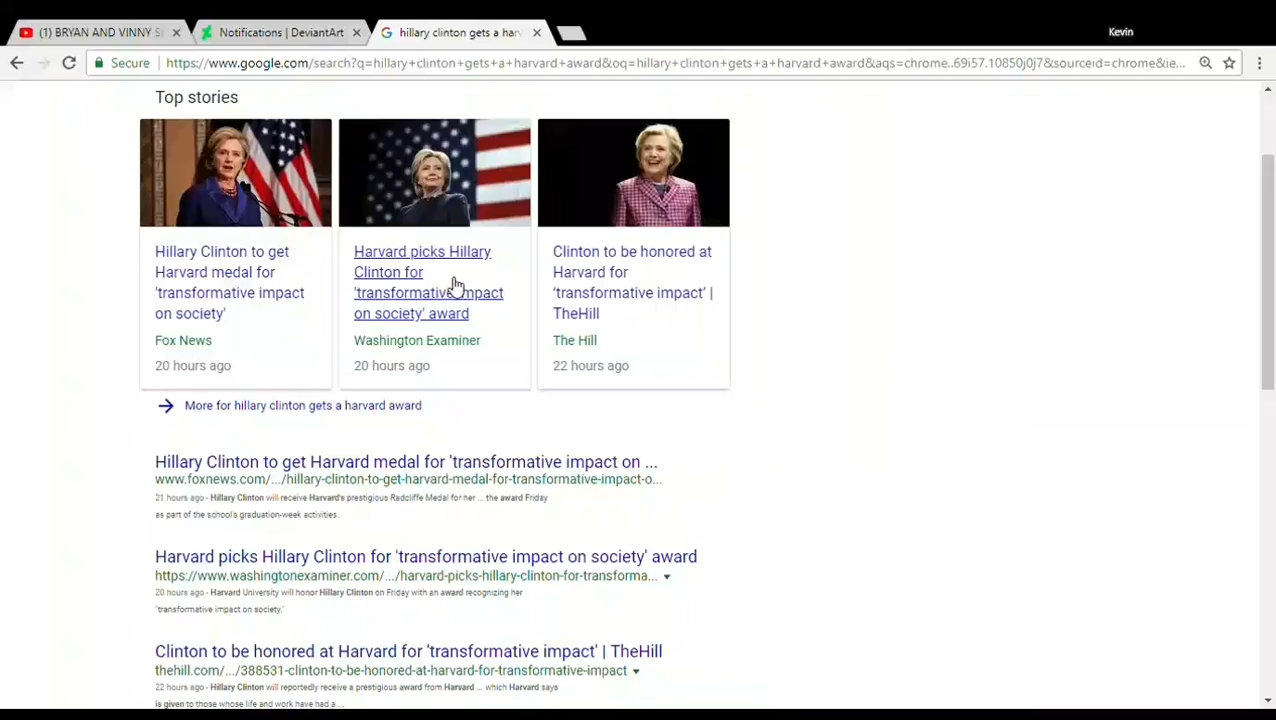 (1) BRYAN AND VINNY S
Notifications | DeviantArt
hillary clinton gets a har
Kevin
Secure
https://www.google.com/search?q=hillary+clinton+gets+a+harvard+award&oq=hillary+clinton+gets+a+harvard+award&aqs=chrome..69i57.10850j0j7&sourceid=chrome&ie...
Top stories
Hillary Clinton to get
Harvard medal for
'transformative impact
on society'
Fox News
20 hours ago
Harvard picks Hillary
Clinton for
'transformative impact
on society' award
Washington Examiner
20 hours ago
Clinton to be honored at
Harvard for
'transformative impact' |
TheHill
The Hill
22 hours ago
More for hillary clinton gets a harvard award
Hillary Clinton to get Harvard medal for 'transformative impact on ...
www.foxnews.com/.../hillary-clinton-to-get-harvard-medal-for-transformative-impact-o...
21 hours ago - Hillary Clinton will receive Harvard's prestigious Radcliffe Medal for her ... the award Friday
as part of the school's graduation-week activities.
Harvard picks Hillary Clinton for 'transformative impact on society' award
https://www.washingtonexaminer.com/.../harvard-picks-hillary-clinton-for-transforma...
20 hours ago - Harvard University will honor Hillary Clinton on Friday with an award recognizing her
"transformative impact on society."
Clinton to be honored at Harvard for 'transformative impact' | TheHill
thehill.com/.../388531-clinton-to-be-honored-at-harvard-for-transformative-impact
22 hours ago - Hillary Clinton will reportedly receive a prestigious award from Harvard ... which Harvard says
is given to those whose life and work have had a ...